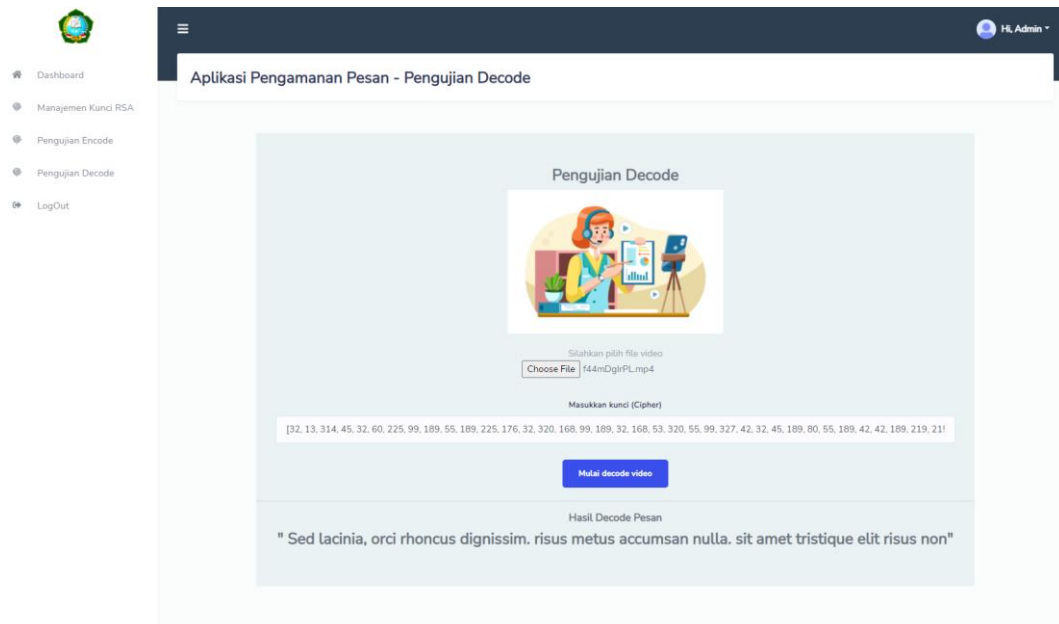 Hi, Admin
Dashboard
Manajemen Kunci RSA
Pengujian Encode
Pengujian Decode
LogOut
Aplikasi Pengamanan Pesan - Pengujian Decode
Pengujian Decode
Silahkan pilih file video
Choose File f44mDgIrPL.mp4
Masukkan kunci (Cipher)
[32, 13, 314, 45, 32, 60, 225, 99, 189, 55, 189, 225, 176, 32, 320, 168, 99, 189, 32, 168, 53, 320, 55, 99, 327, 42, 32, 45, 189, 80, 55, 189, 42, 42, 189, 219, 21
Mulai decode video
Hasil Decode Pesan
" Sed lacinia, orci rhoncus dignissim. risus metus accumsan nulla. sit amet tristique elit risus non"